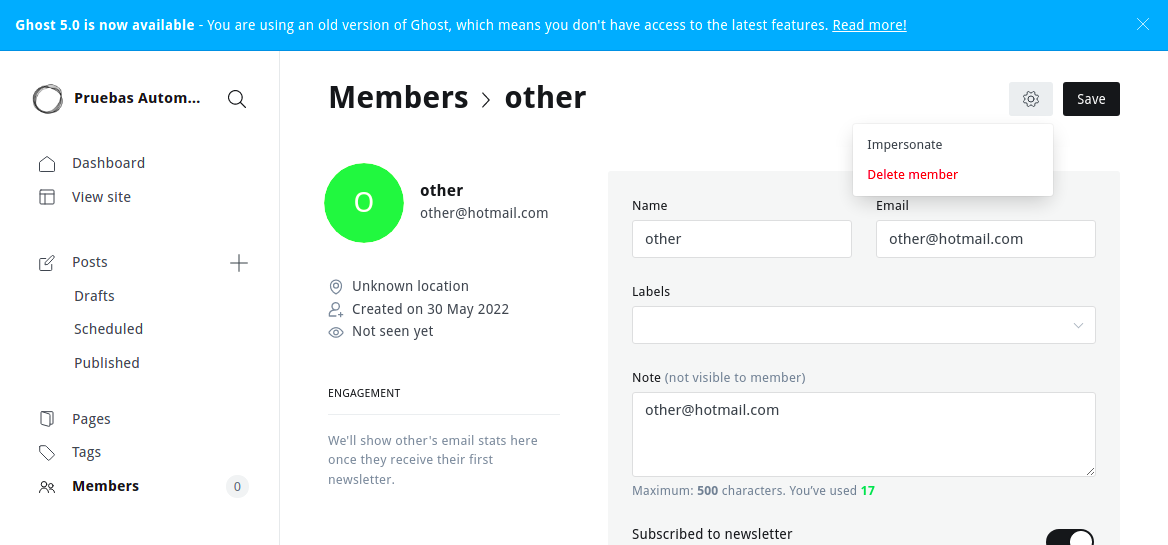 Ghost 5.0 is now available - You are using an old version of Ghost, which means you don't have access to the latest features. Read more!
Pruebas Autom...
Dashboard
View site
Posts
Drafts
Scheduled
Published
Pages
Tags
Members 0
Members > other
Save
Impersonate
Delete member
O
other
other@hotmail.com
Unknown location
Created on 30 May 2022
Not seen yet
ENGAGEMENT
We'll show other's email stats here
once they receive their first
newsletter.
Name
other
Email
other@hotmail.com
Labels
Note (not visible to member)
other@hotmail.com
Maximum: 500 characters. You've used 17
Subscribed to newsletter